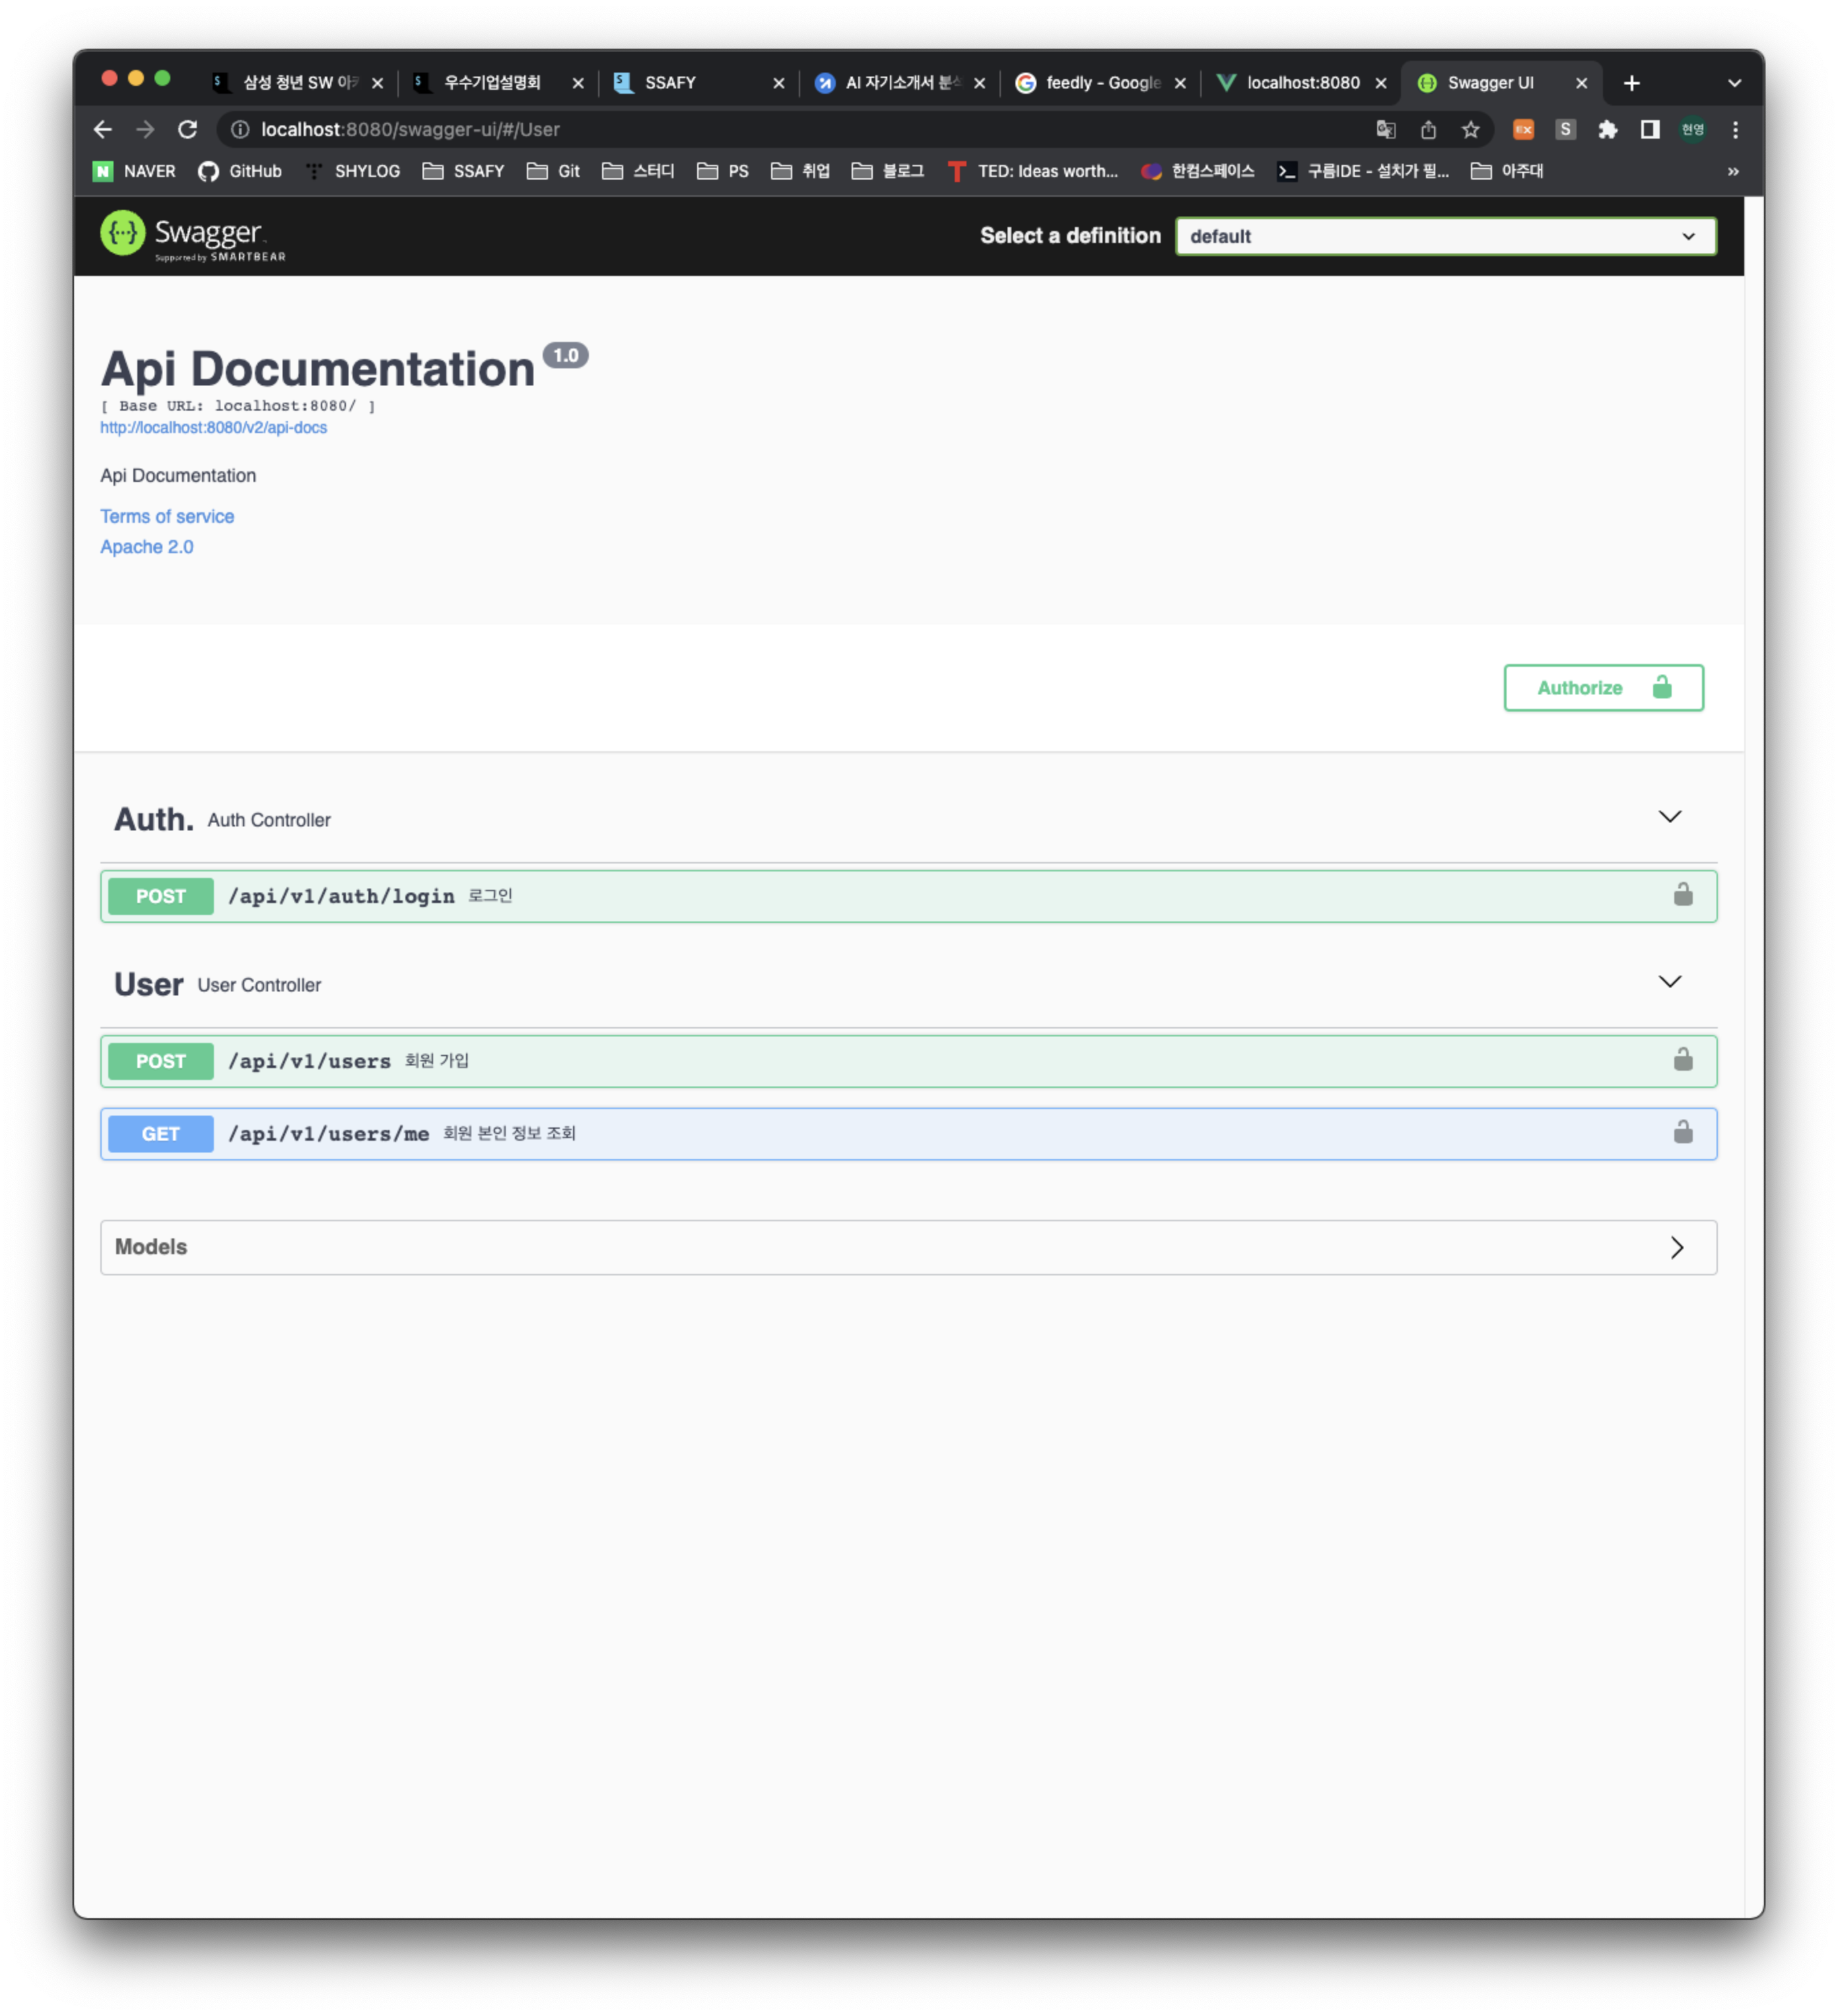 삼성 청년 SW 아카 우수기업설명회 SSAFY AI 자기소개서 분석 feedly - Google localhost:8080 Swagger UI
localhost:8080/swagger-ui/#/User 현영
NAVER GitHub SHYLOG SSAFY Git 스터디 PS 취업 블로그 TED: Ideas worth... 한컴스페이스 구름IDE - 설치가 필... 아주대 »
Swagger Select a definition default
Supported by SMARTBEAR
Api Documentation 1.0
[ Base URL: localhost:8080/ ]
http://localhost:8080/v2/api-docs
Api Documentation
Terms of service
Apache 2.0
Authorize
Auth. Auth Controller
POST /api/v1/auth/login 로그인
User User Controller
POST /api/v1/users 회원 가입
GET /api/v1/users/me 회원 본인 정보 조회
Models